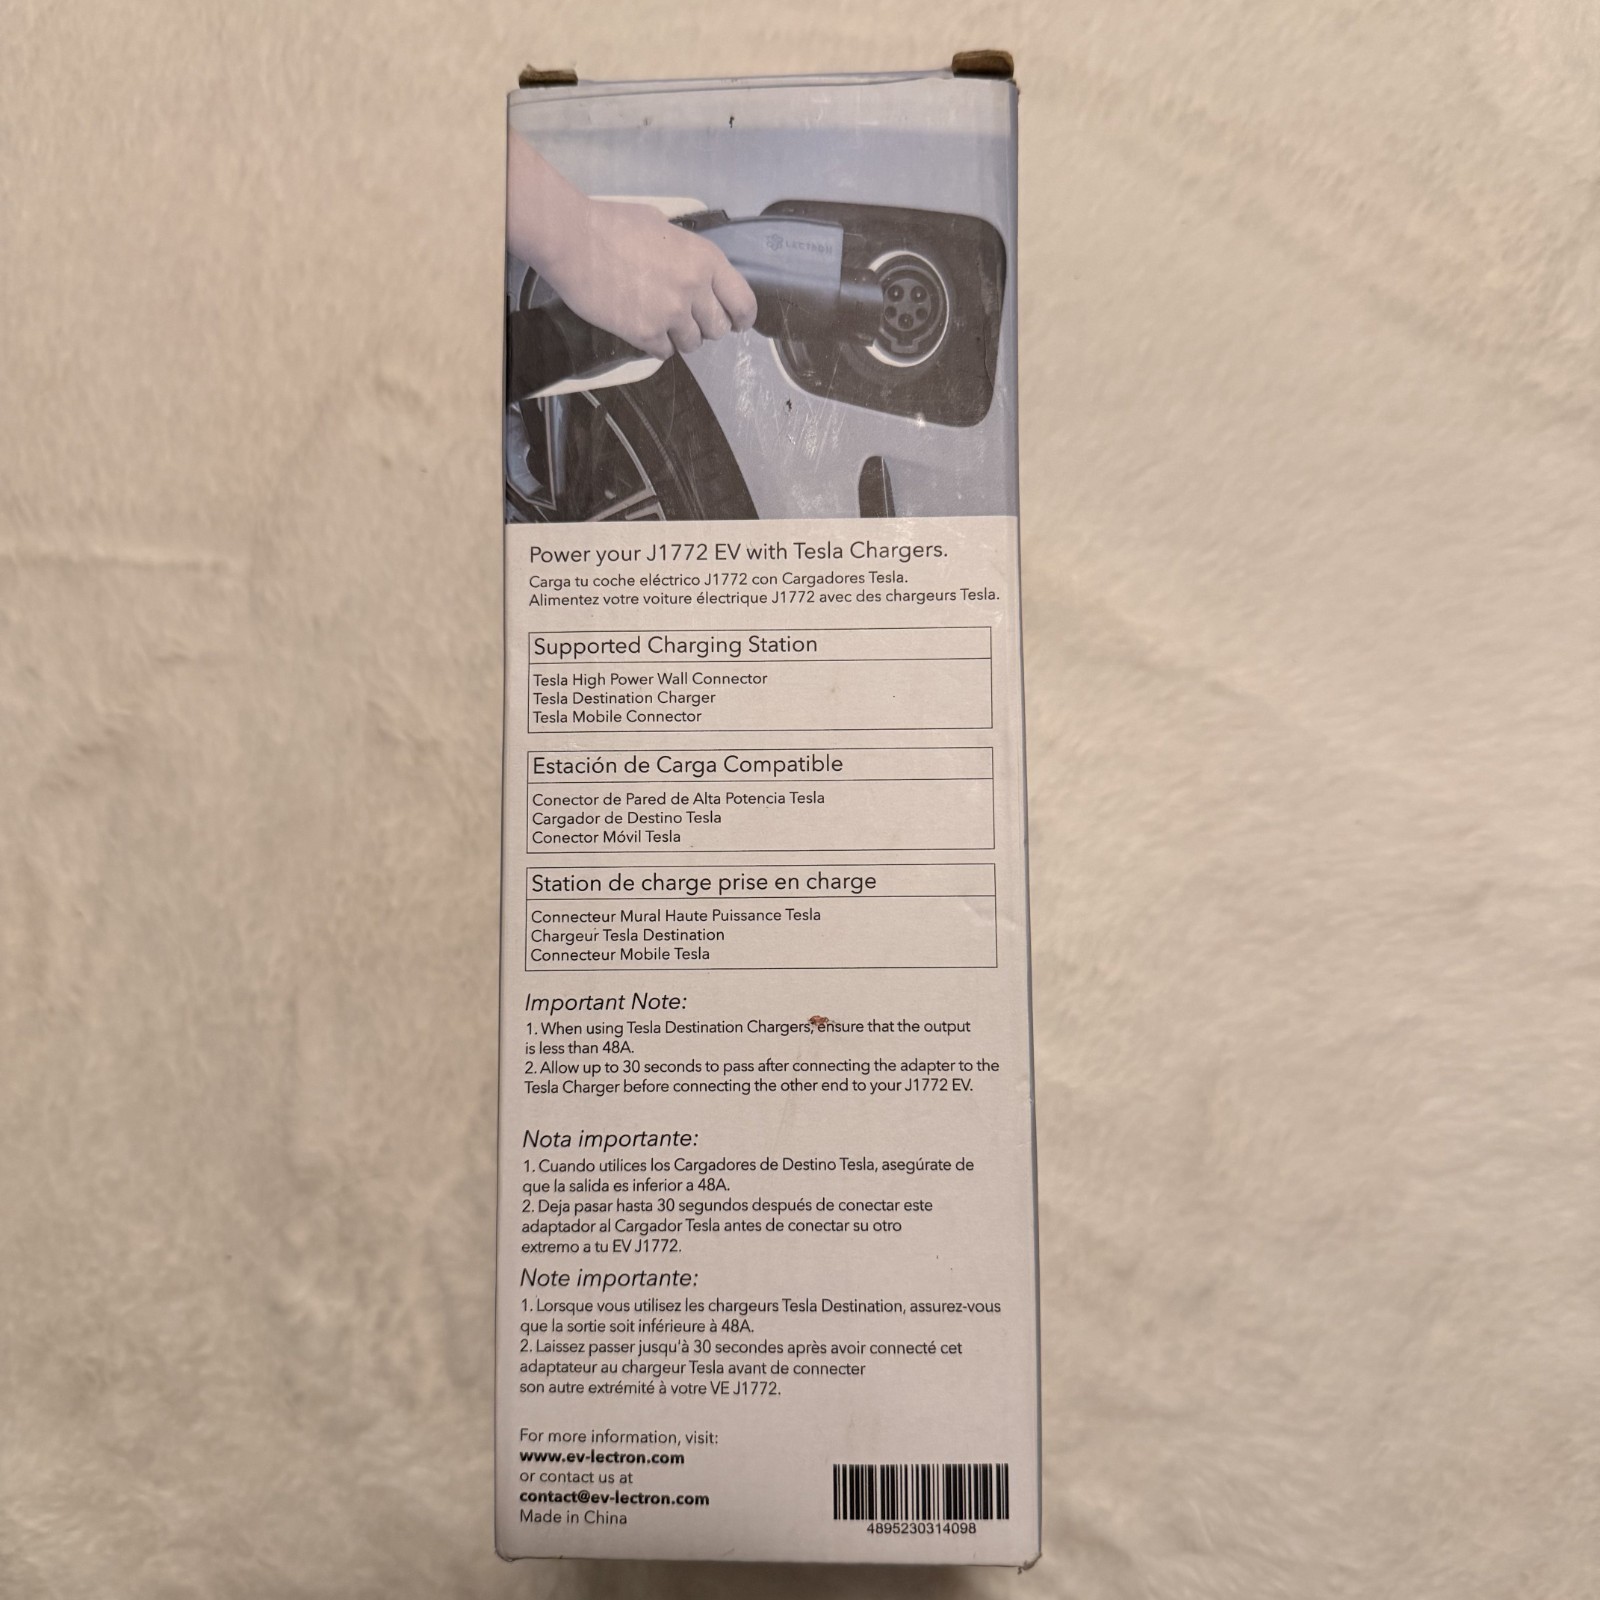 LECTRON
Power your J1772 EV with Tesla Chargers.
Carga tu coche eléctrico J1772 con Cargadores Tesla.
Alimentez votre voiture électrique J1772 avec des chargeurs Tesla.
Supported Charging Station
Tesla High Power Wall Connector
Tesla Destination Charger
Tesla Mobile Connector
Estación de Carga Compatible
Conector de Pared de Alta Potencia Tesla
Cargador de Destino Tesla
Conector Móvil Tesla
Station de charge prise en charge
Connecteur Mural Haute Puissance Tesla
Chargeur Tesla Destination
Connecteur Mobile Tesla
Important Note:
1. When using Tesla Destination Chargers, ensure that the output
is less than 48A.
2. Allow up to 30 seconds to pass after connecting the adapter to the
Tesla Charger before connecting the other end to your J1772 EV.
Nota importante:
1. Cuando utilices los Cargadores de Destino Tesla, asegúrate de
que la salida es inferior a 48A.
2. Deja pasar hasta 30 segundos después de conectar este
adaptador al Cargador Tesla antes de conectar su otro
extremo a tu EV J1772.
Note importante:
1. Lorsque vous utilisez les chargeurs Tesla Destination, assurez-vous
que la sortie soit inférieure à 48A.
2. Laissez passer jusqu'à 30 secondes après avoir connecté cet
adaptateur au chargeur Tesla avant de connecter
son autre extrémité à votre VE J1772.
For more information, visit:
www.ev-lectron.com
or contact us at
contact@ev-lectron.com
Made in China
4895230314098